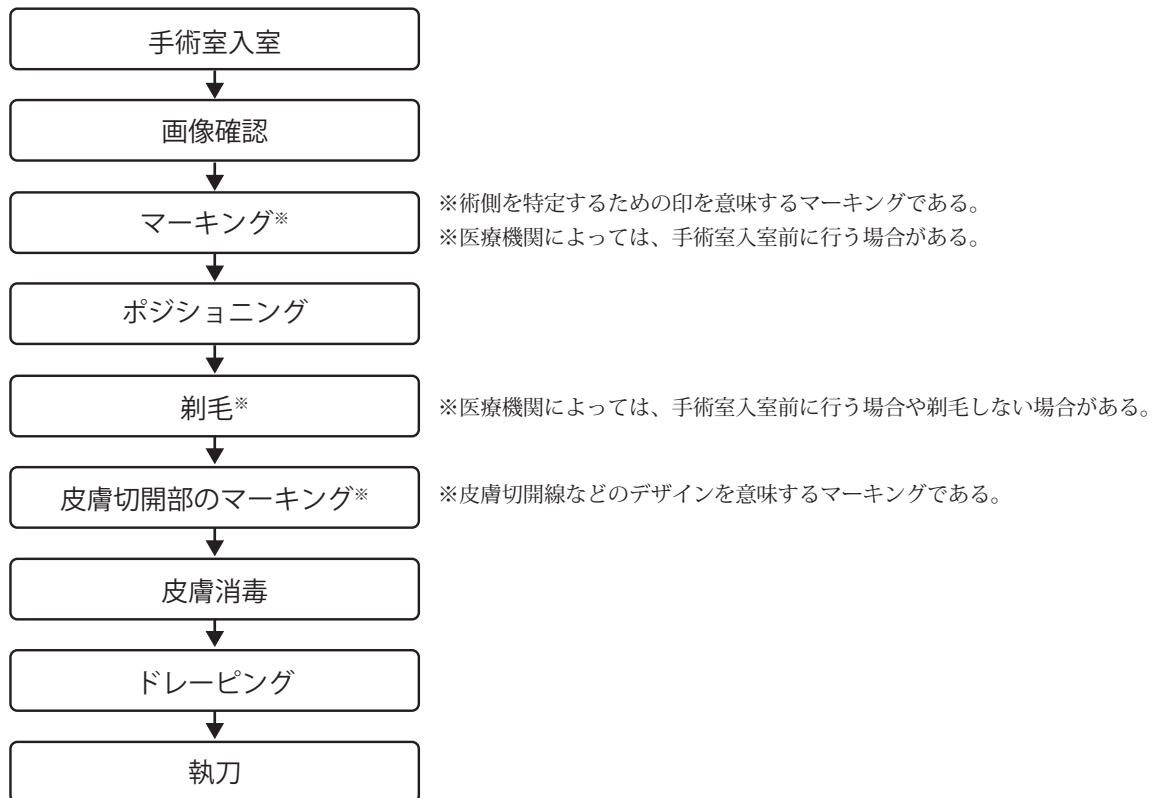 手術室入室
画像確認
マーキング※
※術側を特定するための印を意味するマーキングである。
※医療機関によっては、手術室入室前に行う場合がある。
ポジショニング
剃毛※
※医療機関によっては、手術室入室前に行う場合や剃毛しない場合がある。
皮膚切開部のマーキング※
※皮膚切開線などのデザインを意味するマーキングである。
皮膚消毒
ドレーピング
執刀